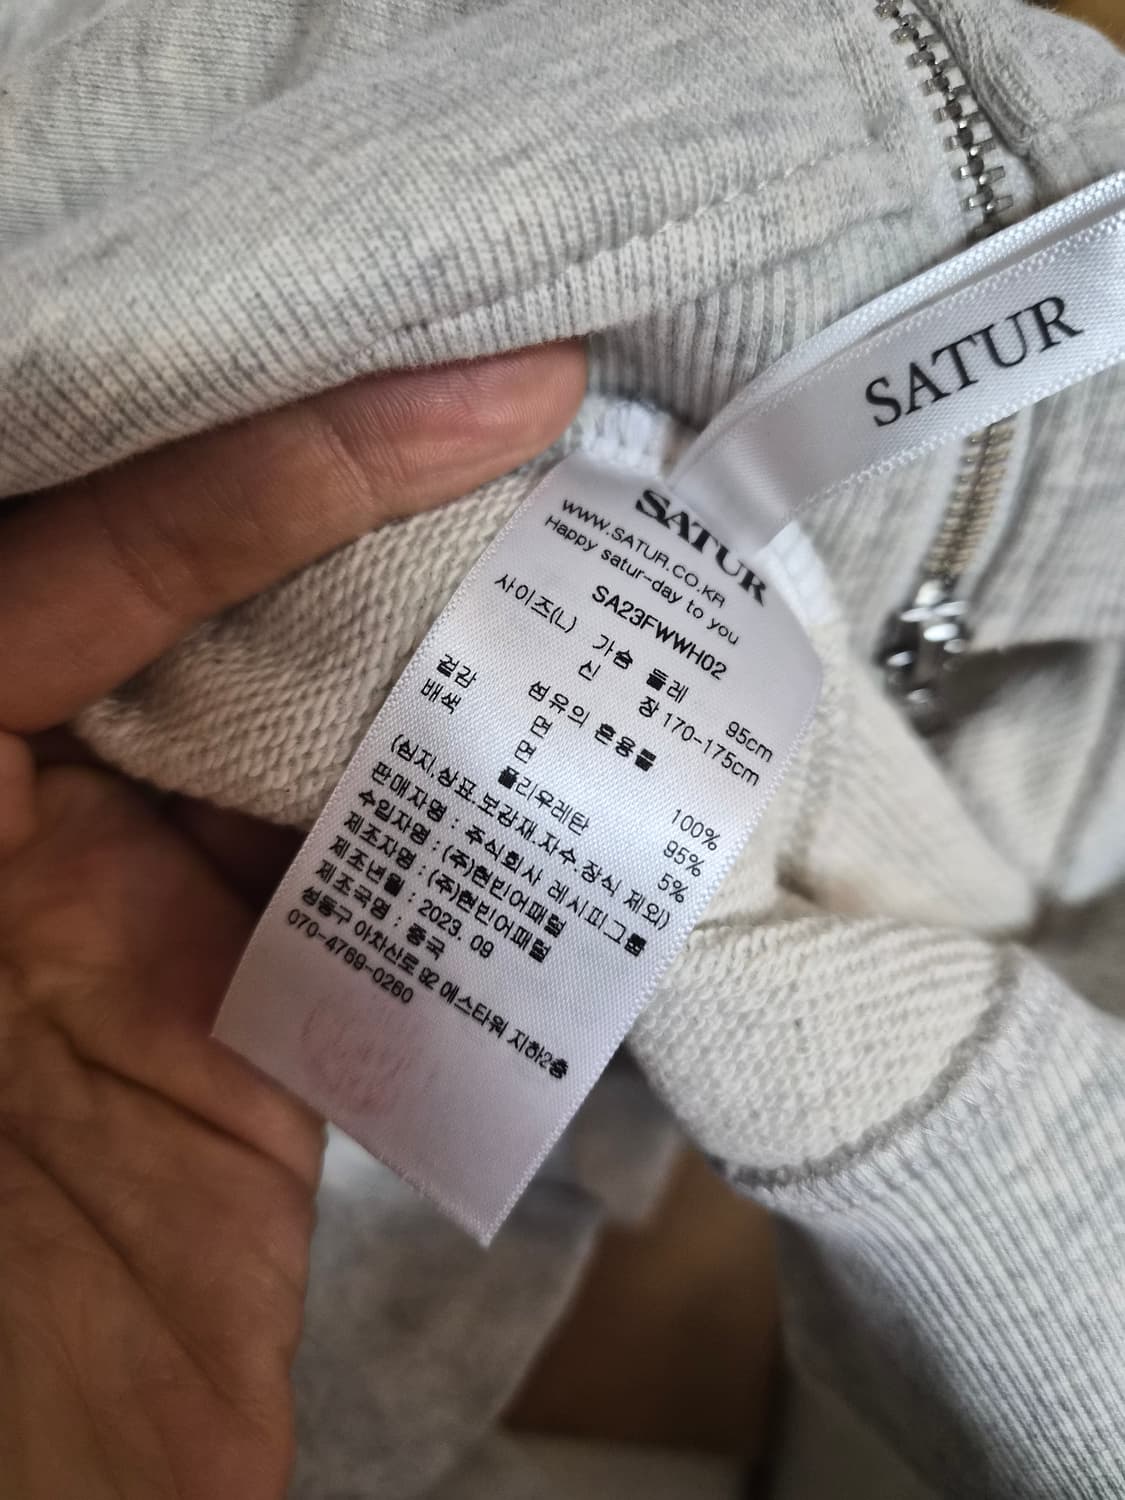 SATUR
SATUR
WWW.SATUR.CO.KR
Happy satur-day to you
SA23FWWH02
사이즈(L) 가슴 둘레 95cm
신 장 170-175cm
섬유의 혼용률
겉감 면 100%
배색 면 95%
폴리우레탄 5%
(심지,상표.보강재.자수.장식 제외)
판매자명 : 주식회사 레시피그룹
수입자명 : (주)현빈어패럴
제조자명 : (주)현빈어패럴
제조년월 : 2023. 09
제조국명 : 중국
성동구 아차산로 92 에스타워 지하2층
070-4769-0260